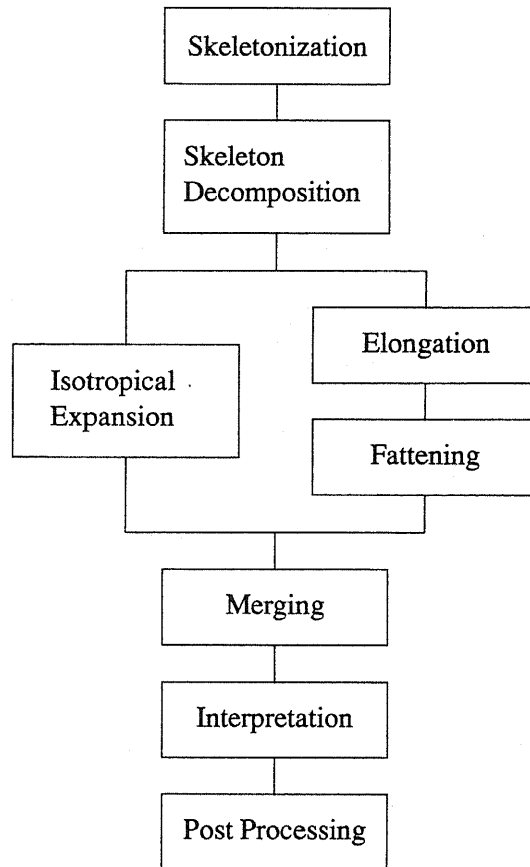 Skeletonization
Skeleton
Decomposition
Isotropical
Expansion
Elongation
Fattening
Merging
Interpretation
Post Processing